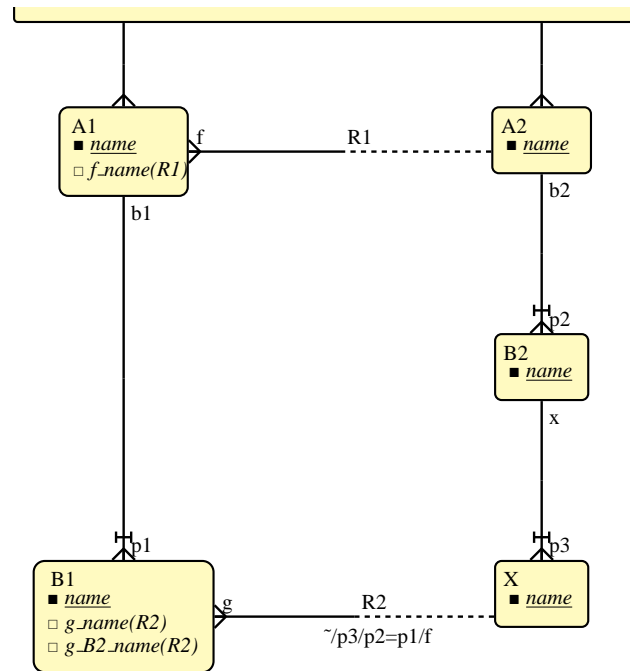 A1
■ name
□ f_name(R1)
f
R1
A2
■ name
b1
b2
p2
B2
■ name
x
p1
p3
B1
■ name
□ g_name(R2)
□ g_B2_name(R2)
g
R2
~/p3/p2=p1/f
X
■ name